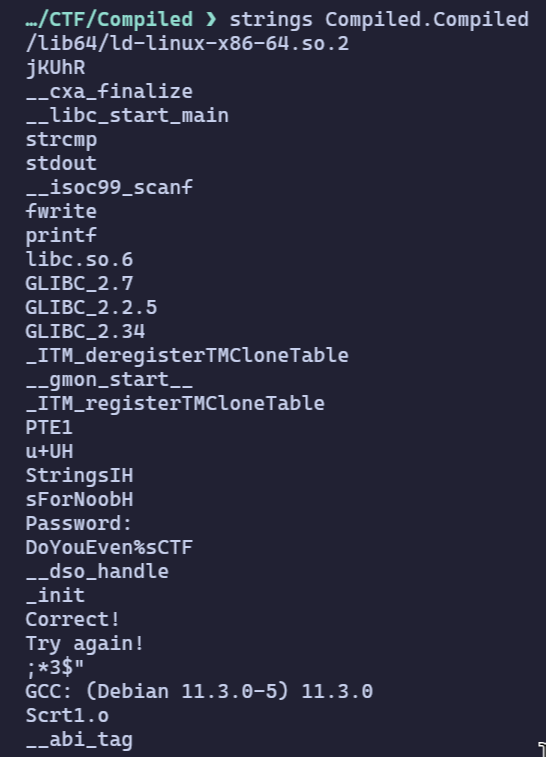 …/CTF/Compiled ❯ strings Compiled.Compiled
/lib64/ld-linux-x86-64.so.2
jKUhR
__cxa_finalize
__libc_start_main
strcmp
stdout
__isoc99_scanf
fwrite
printf
libc.so.6
GLIBC_2.7
GLIBC_2.2.5
GLIBC_2.34
_ITM_deregisterTMCloneTable
__gmon_start__
_ITM_registerTMCloneTable
PTE1
u+UH
StringsIH
sForNoobH
Password:
DoYouEven%sCTF
__dso_handle
_init
Correct!
Try again!
;*3$"
GCC: (Debian 11.3.0-5) 11.3.0
Scrt1.o
__abi_tag